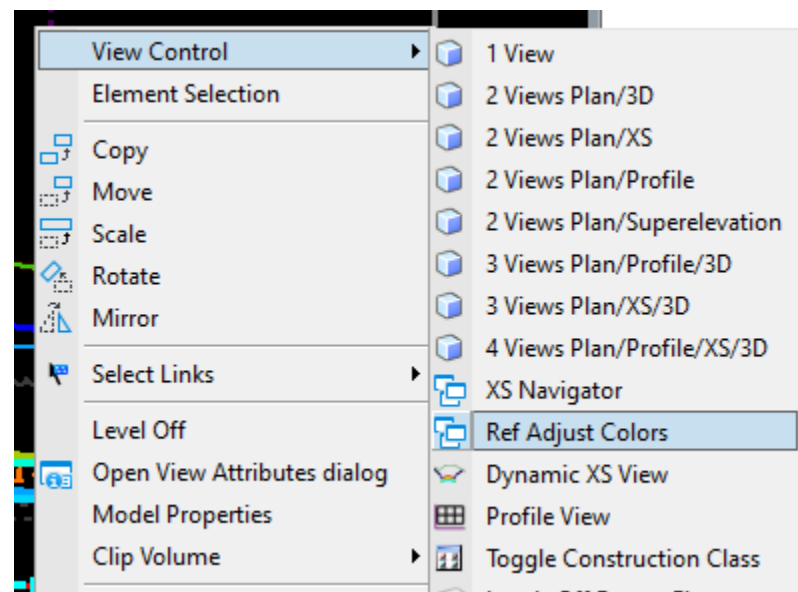 View Control
Element Selection
Copy
Move
Scale
Rotate
Mirror
Select Links
Level Off
Open View Attributes dialog
Model Properties
Clip Volume
1 View
2 Views Plan/3D
2 Views Plan/XS
2 Views Plan/Profile
2 Views Plan/Superelevation
3 Views Plan/Profile/3D
3 Views Plan/XS/3D
4 Views Plan/Profile/XS/3D
XS Navigator
Ref Adjust Colors
Dynamic XS View
Profile View
Toggle Construction Class